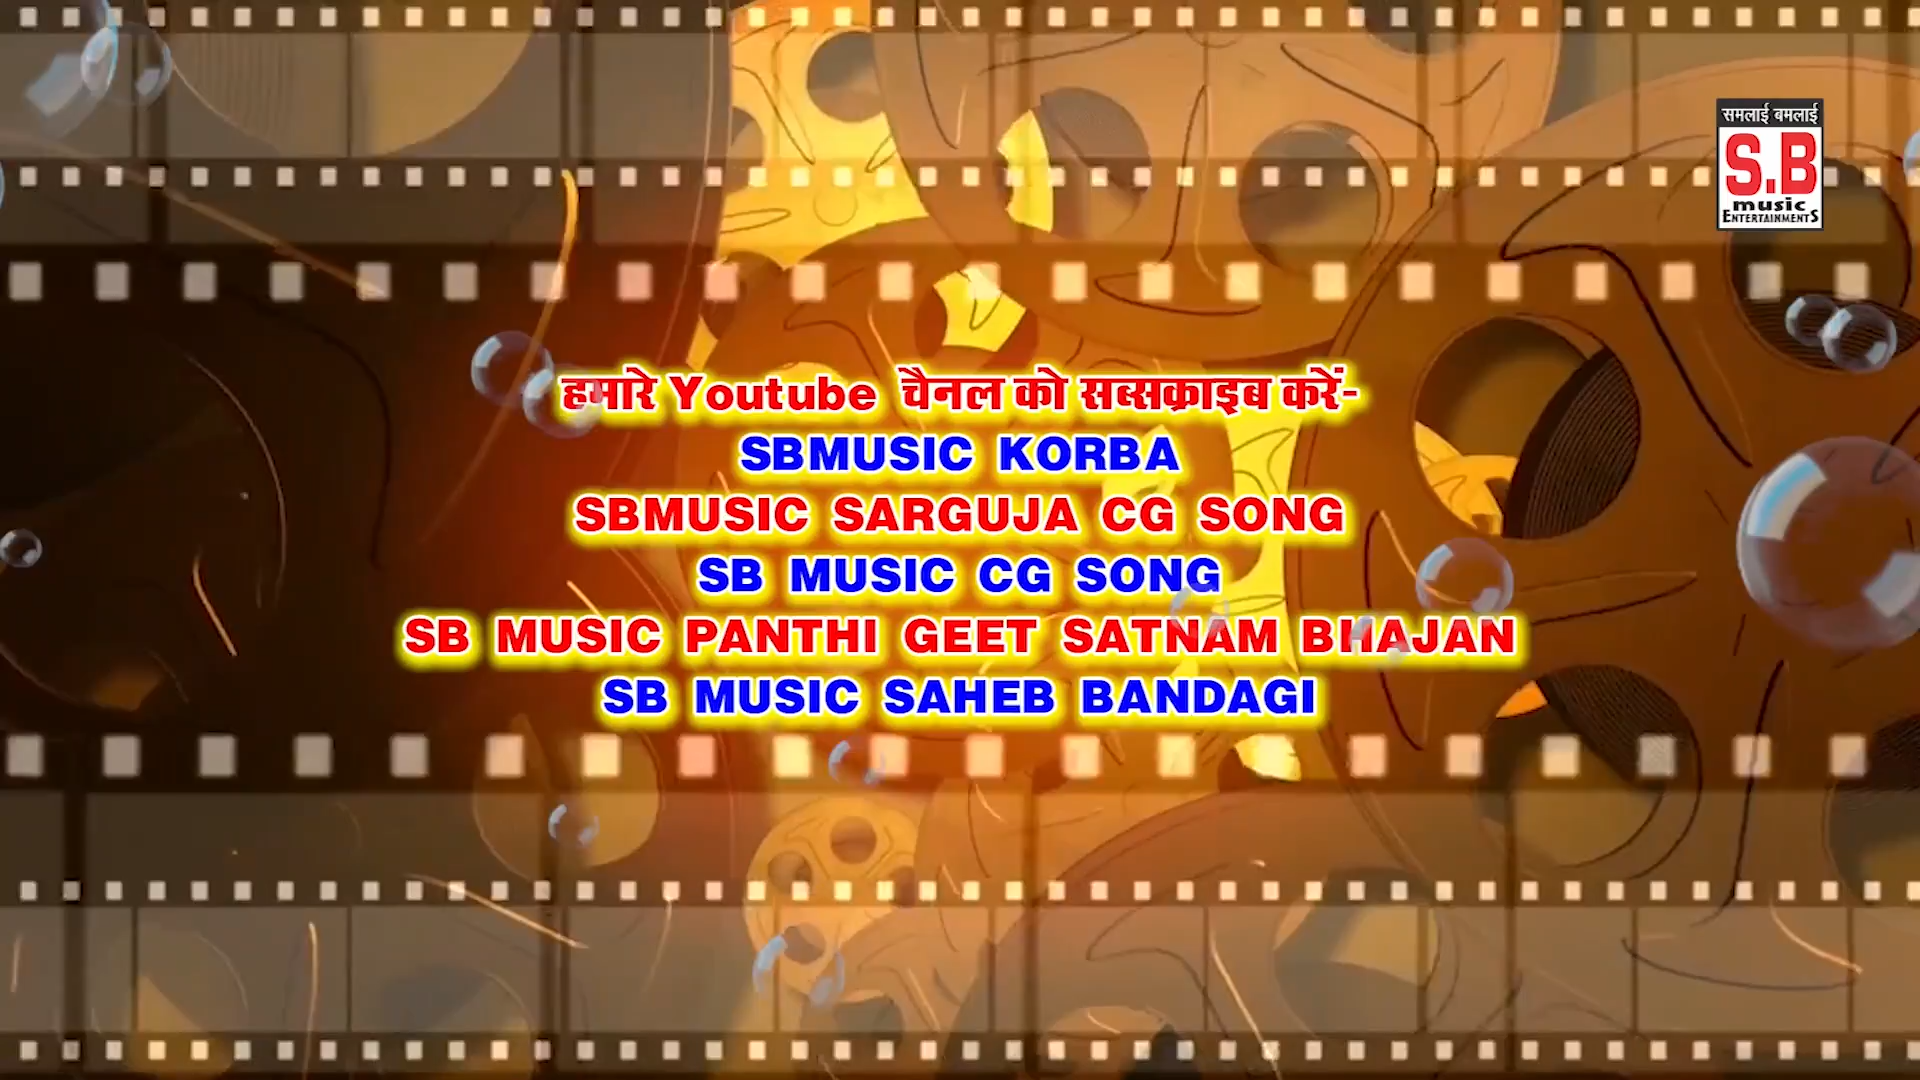 समलाई बमलाई
S.B
music
ENTERTAINMENTS
हमारे Youtube चैनल को सब्सक्राइब करें-
SBMUSIC KORBA
SBMUSIC SARGUJA CG SONG
SB MUSIC CG SONG
SB MUSIC PANTHI GEET SATNAM BHAJAN
SB MUSIC SAHEB BANDAGI